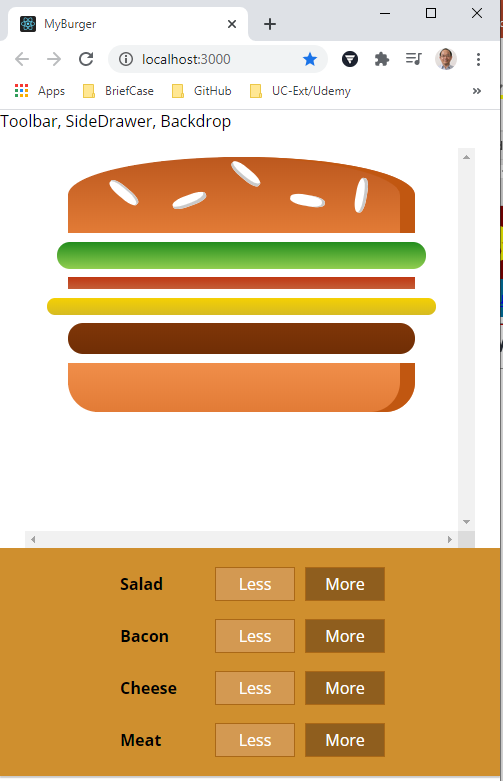 MyBurger
localhost:3000
Apps BriefCase GitHub UC-Ext/Udemy »
Toolbar, SideDrawer, Backdrop
Salad Less More
Bacon Less More
Cheese Less More
Meat Less More